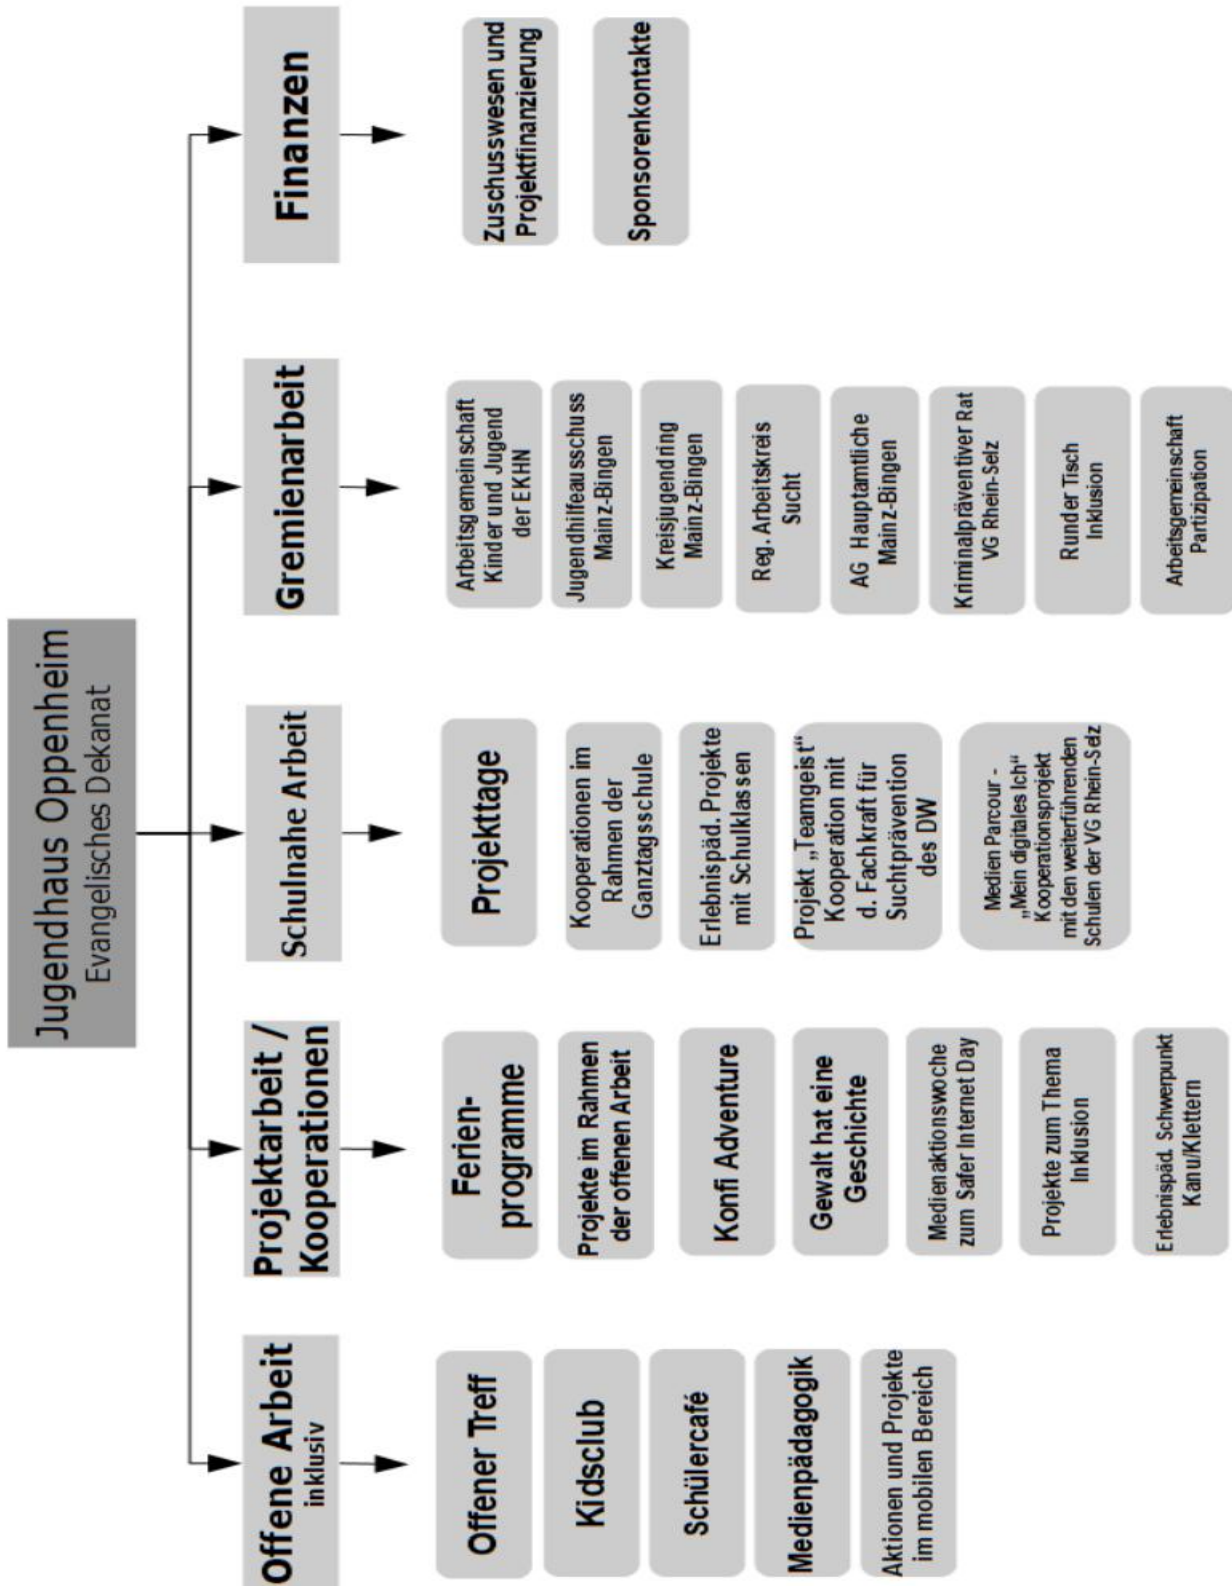 Jugendhaus Oppenheim
Evangelisches Dekanat
Offene Arbeit
inklusiv
Offener Treff
Kidsclub
Schülercafé
Medienpädagogik
Aktionen und Projekte
im mobilen Bereich
Projektarbeit /
Kooperationen
Ferien-
programme
Projekte im Rahmen
der offenen Arbeit
Konfi Adventure
Gewalt hat eine
Geschichte
Medienaktionswoche
zum Safer Internet Day
Projekte zum Thema
Inklusion
Erlebnispäd. Schwerpunkt
Kanu/Klettern
Schulnahe Arbeit
Projekttage
Kooperationen im
Rahmen der
Ganztagsschule
Erlebnispäd. Projekte
mit Schulklassen
Projekt „Teamgeist“
Kooperation mit
d. Fachkraft für
Suchtprävention
des DW
Medien Parcour -
„Mein digitales Ich“
Kooperationsprojekt
mit den weiterführenden
Schulen der VG Rhein-Selz
Gremienarbeit
Arbeitsgemeinschaft
Kinder und Jugend
der EKHN
Jugendhilfeausschuss
Mainz-Bingen
Kreisjugendring
Mainz-Bingen
Reg. Arbeitskreis
Sucht
AG Hauptamtliche
Mainz-Bingen
Kriminalpräventiver Rat
VG Rhein-Selz
Runder Tisch
Inklusion
Arbeitsgemeinschaft
Partizipation
Finanzen
Zuschusswesen und
Projektfinanzierung
Sponsorenkontakte